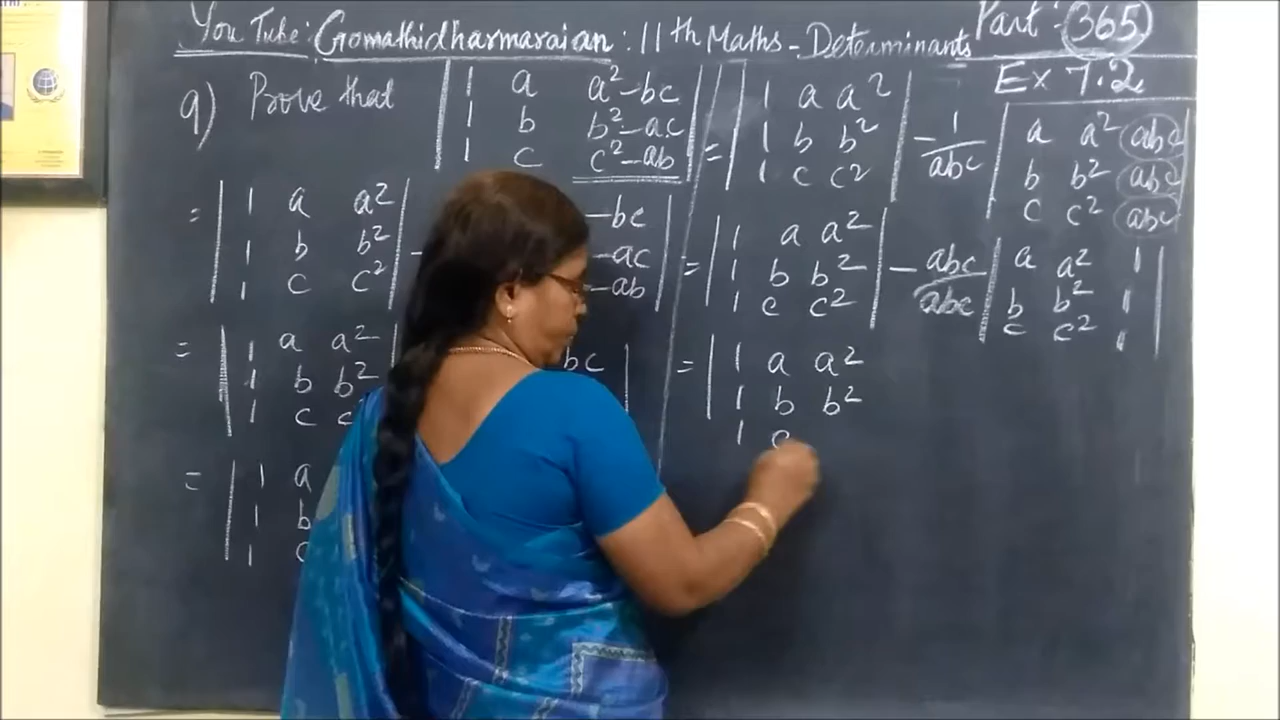 You Tube: Gomathidharmaraian: 11th Maths - Determinants Part: 365
Ex 7.2
9) Prove that | 1 a a²-bc |
| 1 b b²-ac |
| 1 c c²-ab |
= | 1 a a² | -bc |
| 1 b b² | - -ac |
| 1 c c² | -ab |
= | 1 a a² | bc |
| 1 b b²
| 1 c c
= | 1 a
| 1 b
| 1 c
= | 1 a a² | - 1/abc | a a² abc |
| 1 b b² | | b b² abc |
| 1 c c² | | c c² abc |
= | 1 a a² | - abc/abc | a a² 1 |
| 1 b b² | | b b² 1 |
| 1 c c² | | c c² 1 |
= | 1 a a²
| 1 b b²
1 c